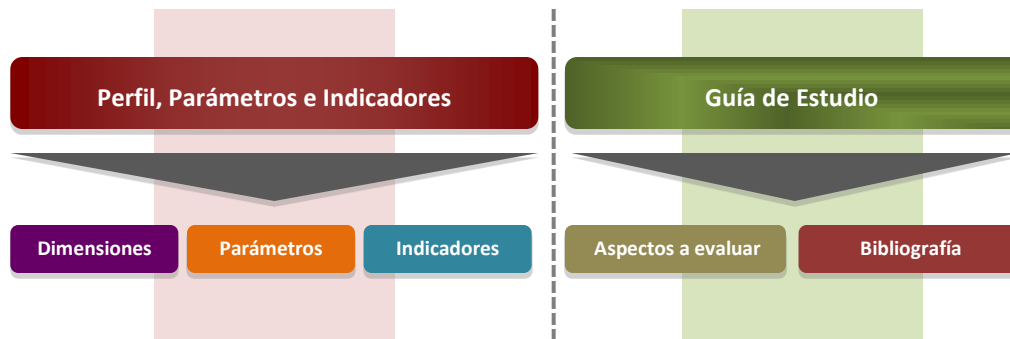 Perfil, Parámetros e Indicadores
Guía de Estudio
Dimensiones
Parámetros
Indicadores
Aspectos a evaluar
Bibliografía